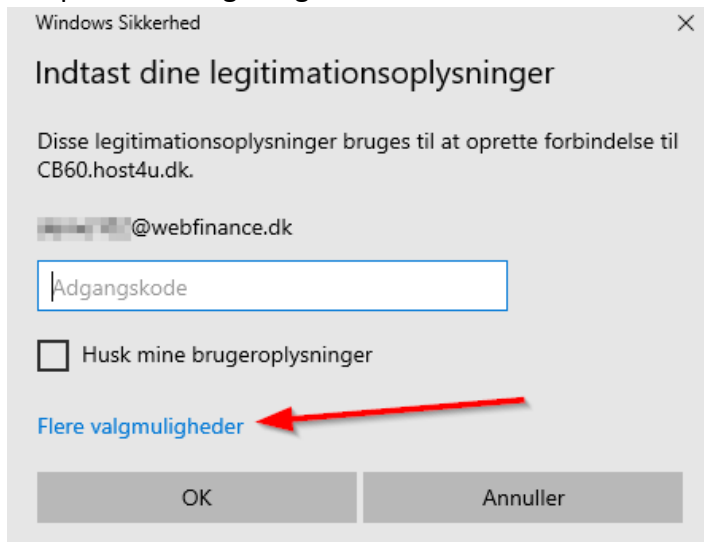 Windows Sikkerhed
Indtast dine legitimationsoplysninger
Disse legitimationsoplysninger bruges til at oprette forbindelse til
CB60.host4u.dk.
@webfinance.dk
Adgangskode
Husk mine brugeroplysninger
Flere valgmuligheder
OK
Annuller